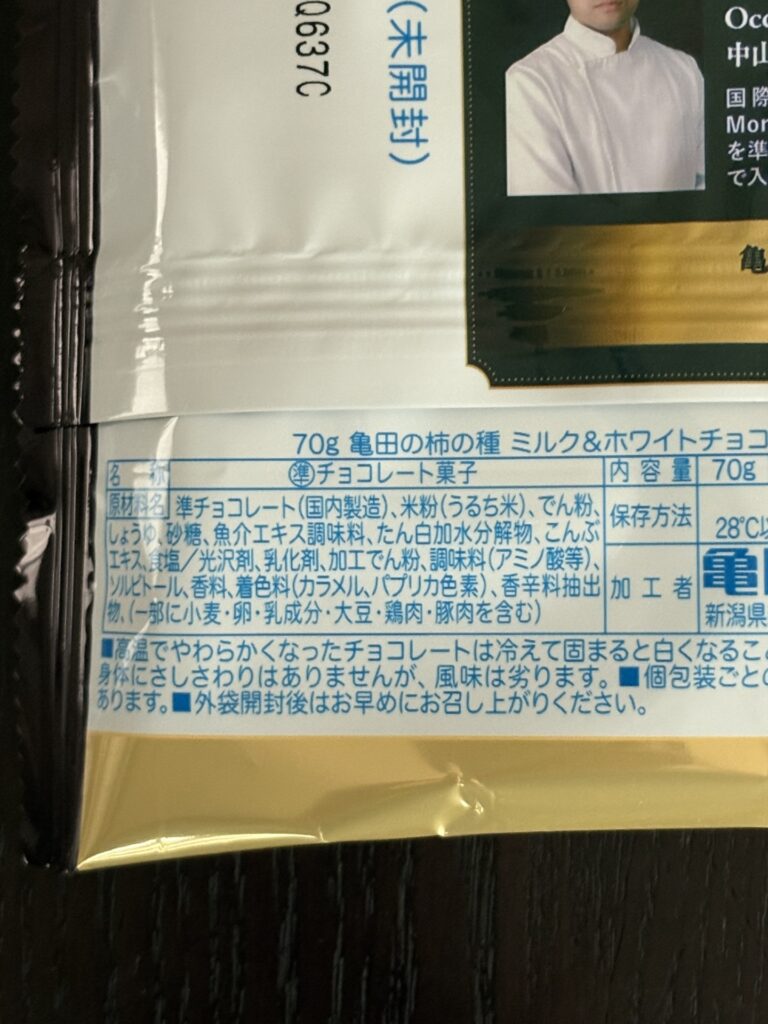 Q637C
(未開封)
Occ
中山
国際
Mon
を準
で入
亀
70g 亀田の柿の種 ミルク&ホワイトチョコ
名 称 ㊜チョコレート菓子 内容量 70g
原材料名 準チョコレート(国内製造)、米粉(うるち米)、でん粉、
しょうゆ、砂糖、魚介エキス調味料、たん白加水分解物、こんぶ
エキス、食塩/光沢剤、乳化剤、加工でん粉、調味料(アミノ酸等)、
ソルビトール、香料、着色料(カラメル、パプリカ色素)、香辛料抽出
物、(一部に小麦・卵・乳成分・大豆・鶏肉・豚肉を含む)
保存方法
28℃以
加工者 亀田
新潟県
■高温でやわらかくなったチョコレートは冷えて固まると白くなること
身体にさしさわりはありませんが、風味は劣ります。■個包装ごとの
あります。■外袋開封後はお早めにお召し上がりください。